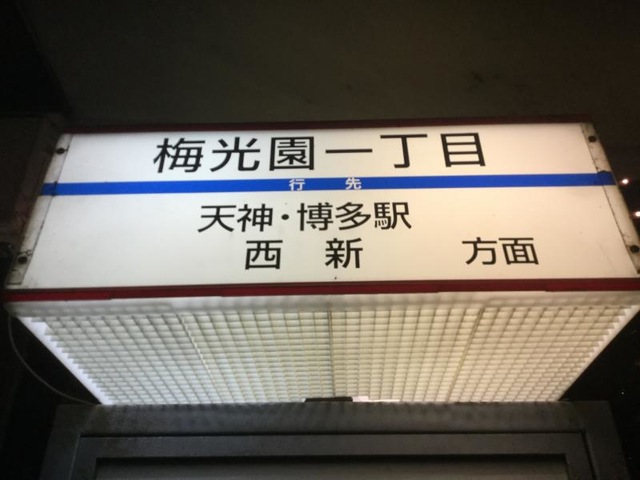 梅光園一丁目
行先
天神・博多駅
西新 方面